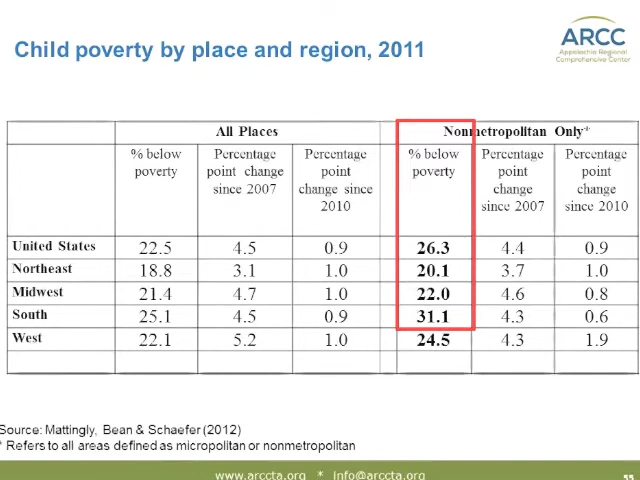 Child poverty by place and region, 2011
ARCC
Appalachia Regional
Comprehensive Center
All Places Nonmetropolitan Only*
% below poverty Percentage point change since 2007 Percentage point change since 2010 % below poverty Percentage point change since 2007 Percentage point change since 2010
United States 22.5 4.5 0.9 26.3 4.4 0.9
Northeast 18.8 3.1 1.0 20.1 3.7 1.0
Midwest 21.4 4.7 1.0 22.0 4.6 0.8
South 25.1 4.5 0.9 31.1 4.3 0.6
West 22.1 5.2 1.0 24.5 4.3 1.9
Source: Mattingly, Bean & Schaefer (2012)
* Refers to all areas defined as micropolitan or nonmetropolitan
www.arccta.org * info@arccta.org
55